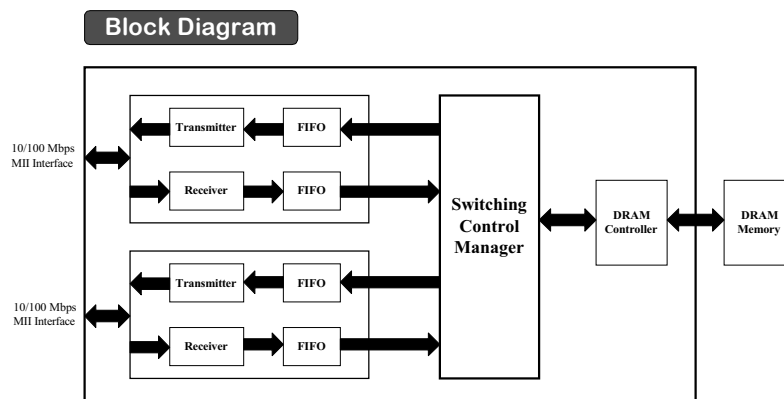 Block Diagram
10/100 Mbps
MII Interface
Transmitter
FIFO
Receiver
FIFO
Switching
Control
Manager
DRAM
Controller
DRAM
Memory
10/100 Mbps
MII Interface
Transmitter
FIFO
Receiver
FIFO